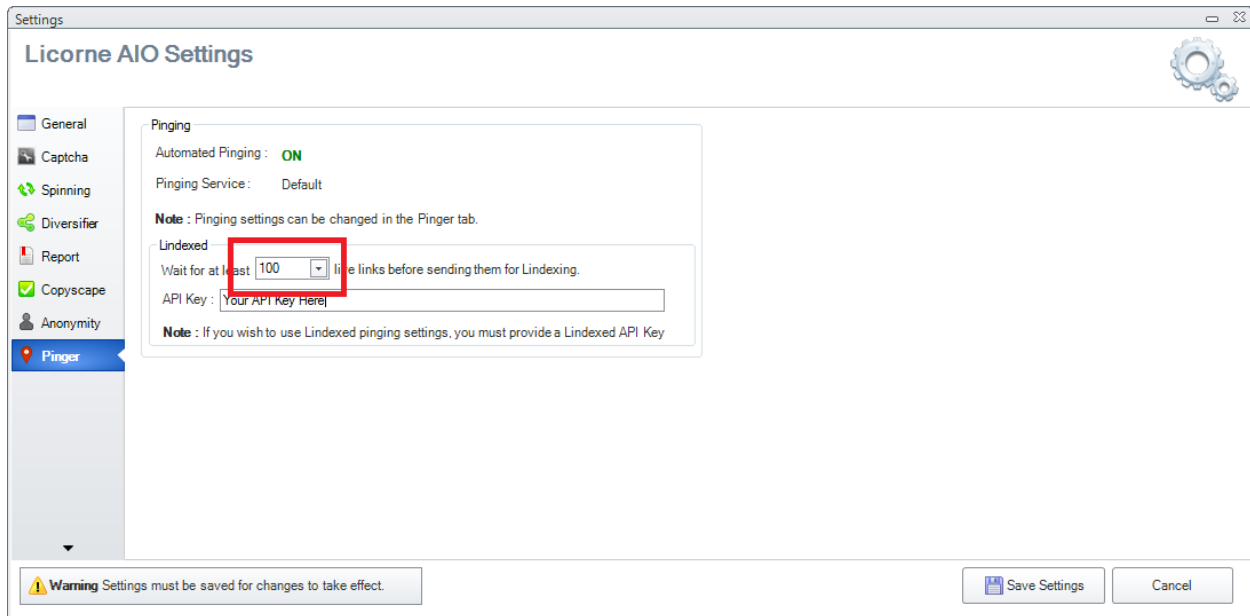 Settings
Licorne AIO Settings
General
Captcha
Spinning
Diversifier
Report
Copyscape
Anonymity
Pinger
Pinging
Automated Pinging : ON
Pinging Service : Default
Note : Pinging settings can be changed in the Pinger tab.
Lindexed
Wait for at least 100 live links before sending them for Lindexing.
API Key : Your API Key Here
Note : If you wish to use Lindexed pinging settings, you must provide a Lindexed API Key
Warning Settings must be saved for changes to take effect.
Save Settings
Cancel